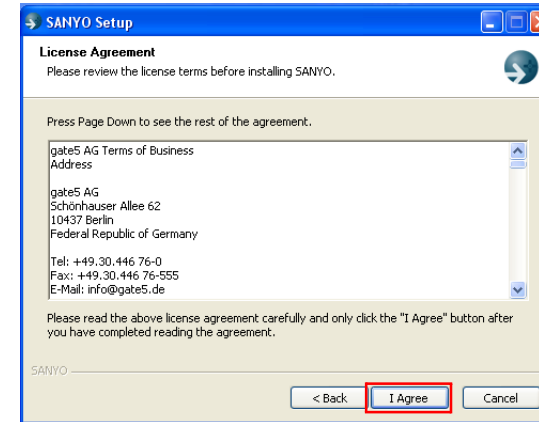 SANYO Setup
License Agreement
Please review the license terms before installing SANYO.
Press Page Down to see the rest of the agreement.
gate5 AG Terms of Business
Address
gate5 AG
Schönhauser Allee 62
10437 Berlin
Federal Republic of Germany
Tel: +49.30.446 76-0
Fax: +49.30.446 76-555
E-Mail: info@gate5.de
Please read the above license agreement carefully and only click the "I Agree" button after
you have completed reading the agreement.
SANYO
< Back I Agree Cancel